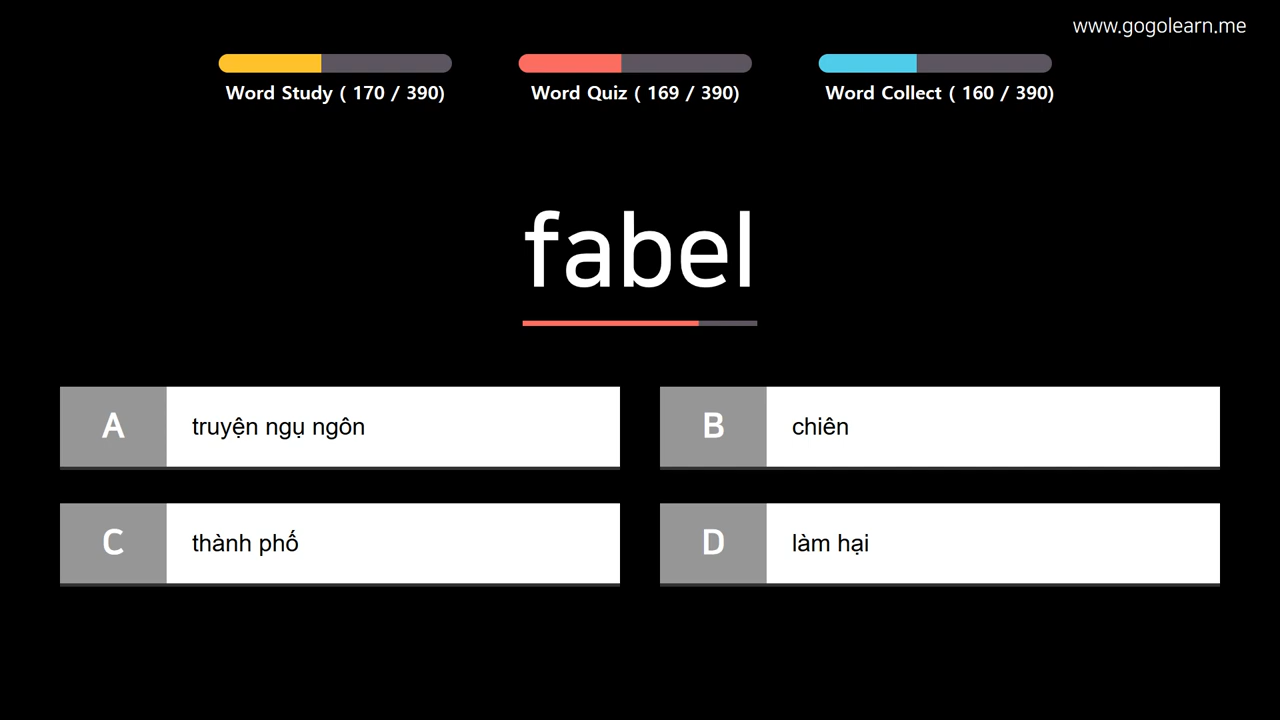 www.gogolearn.me
Word Study ( 170 / 390)
Word Quiz ( 169 / 390)
Word Collect ( 160 / 390)
fabel
A truyện ngụ ngôn
B chiên
C thành phố
D làm hại